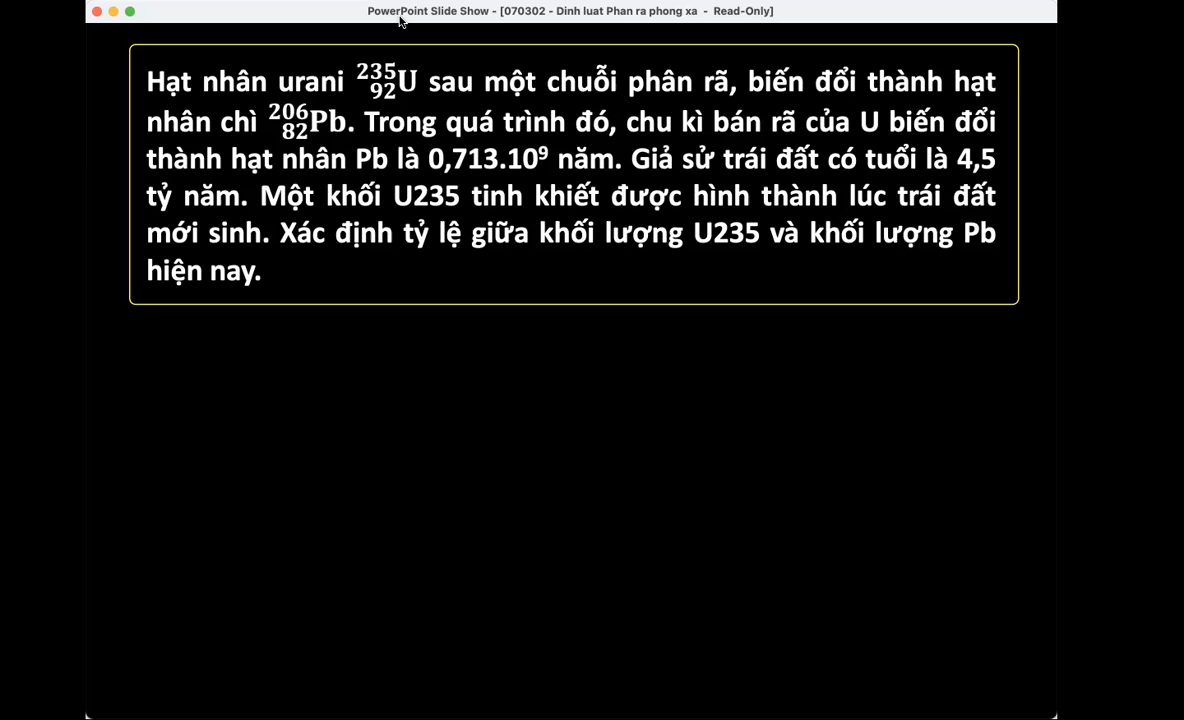 PowerPoint Slide Show - [070302 - Dinh luat Phan ra phong xa - Read-Only]
Hạt nhân urani ²³⁵₉₂U sau một chuỗi phân rã, biến đổi thành hạt
nhân chì ²⁰⁶₈₂Pb. Trong quá trình đó, chu kì bán rã của U biến đổi
thành hạt nhân Pb là 0,713.10⁹ năm. Giả sử trái đất có tuổi là 4,5
tỷ năm. Một khối U235 tinh khiết được hình thành lúc trái đất
mới sinh. Xác định tỷ lệ giữa khối lượng U235 và khối lượng Pb
hiện nay.